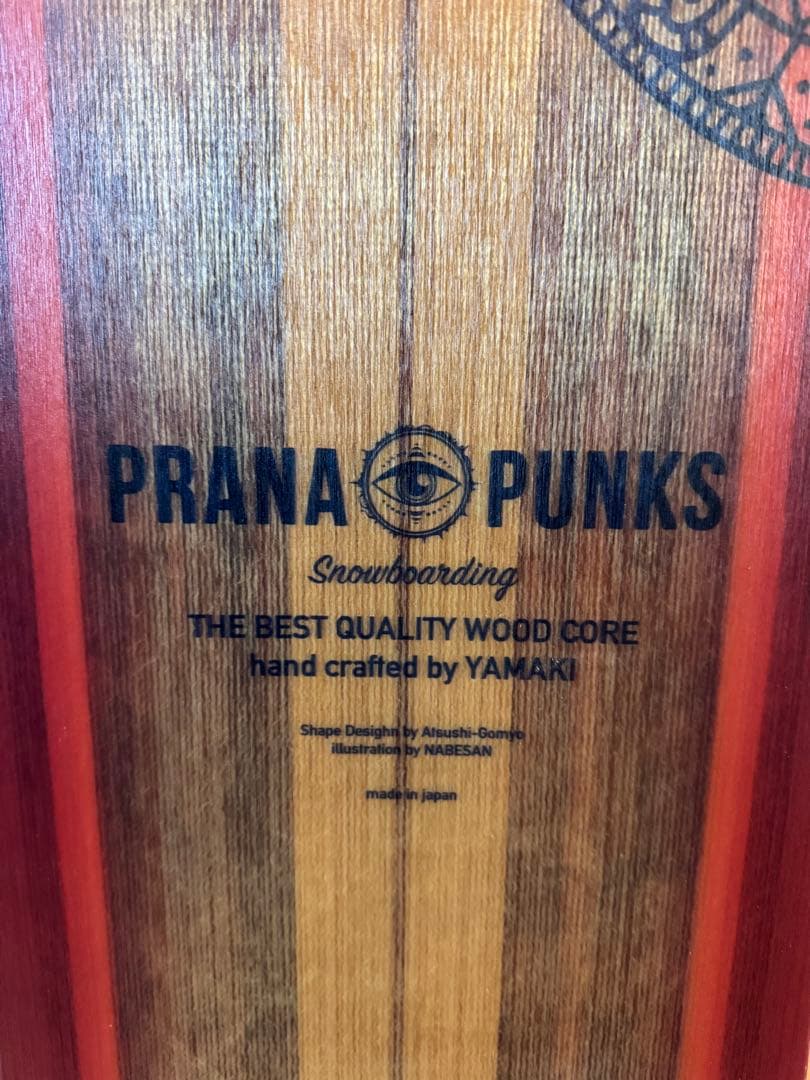 PRANA PUNKS
Snowboarding
THE BEST QUALITY WOOD CORE
hand crafted by YAMAKI
Shape Desighn by Atsushi-Gomyo
illustration by NABESAN
made in japan